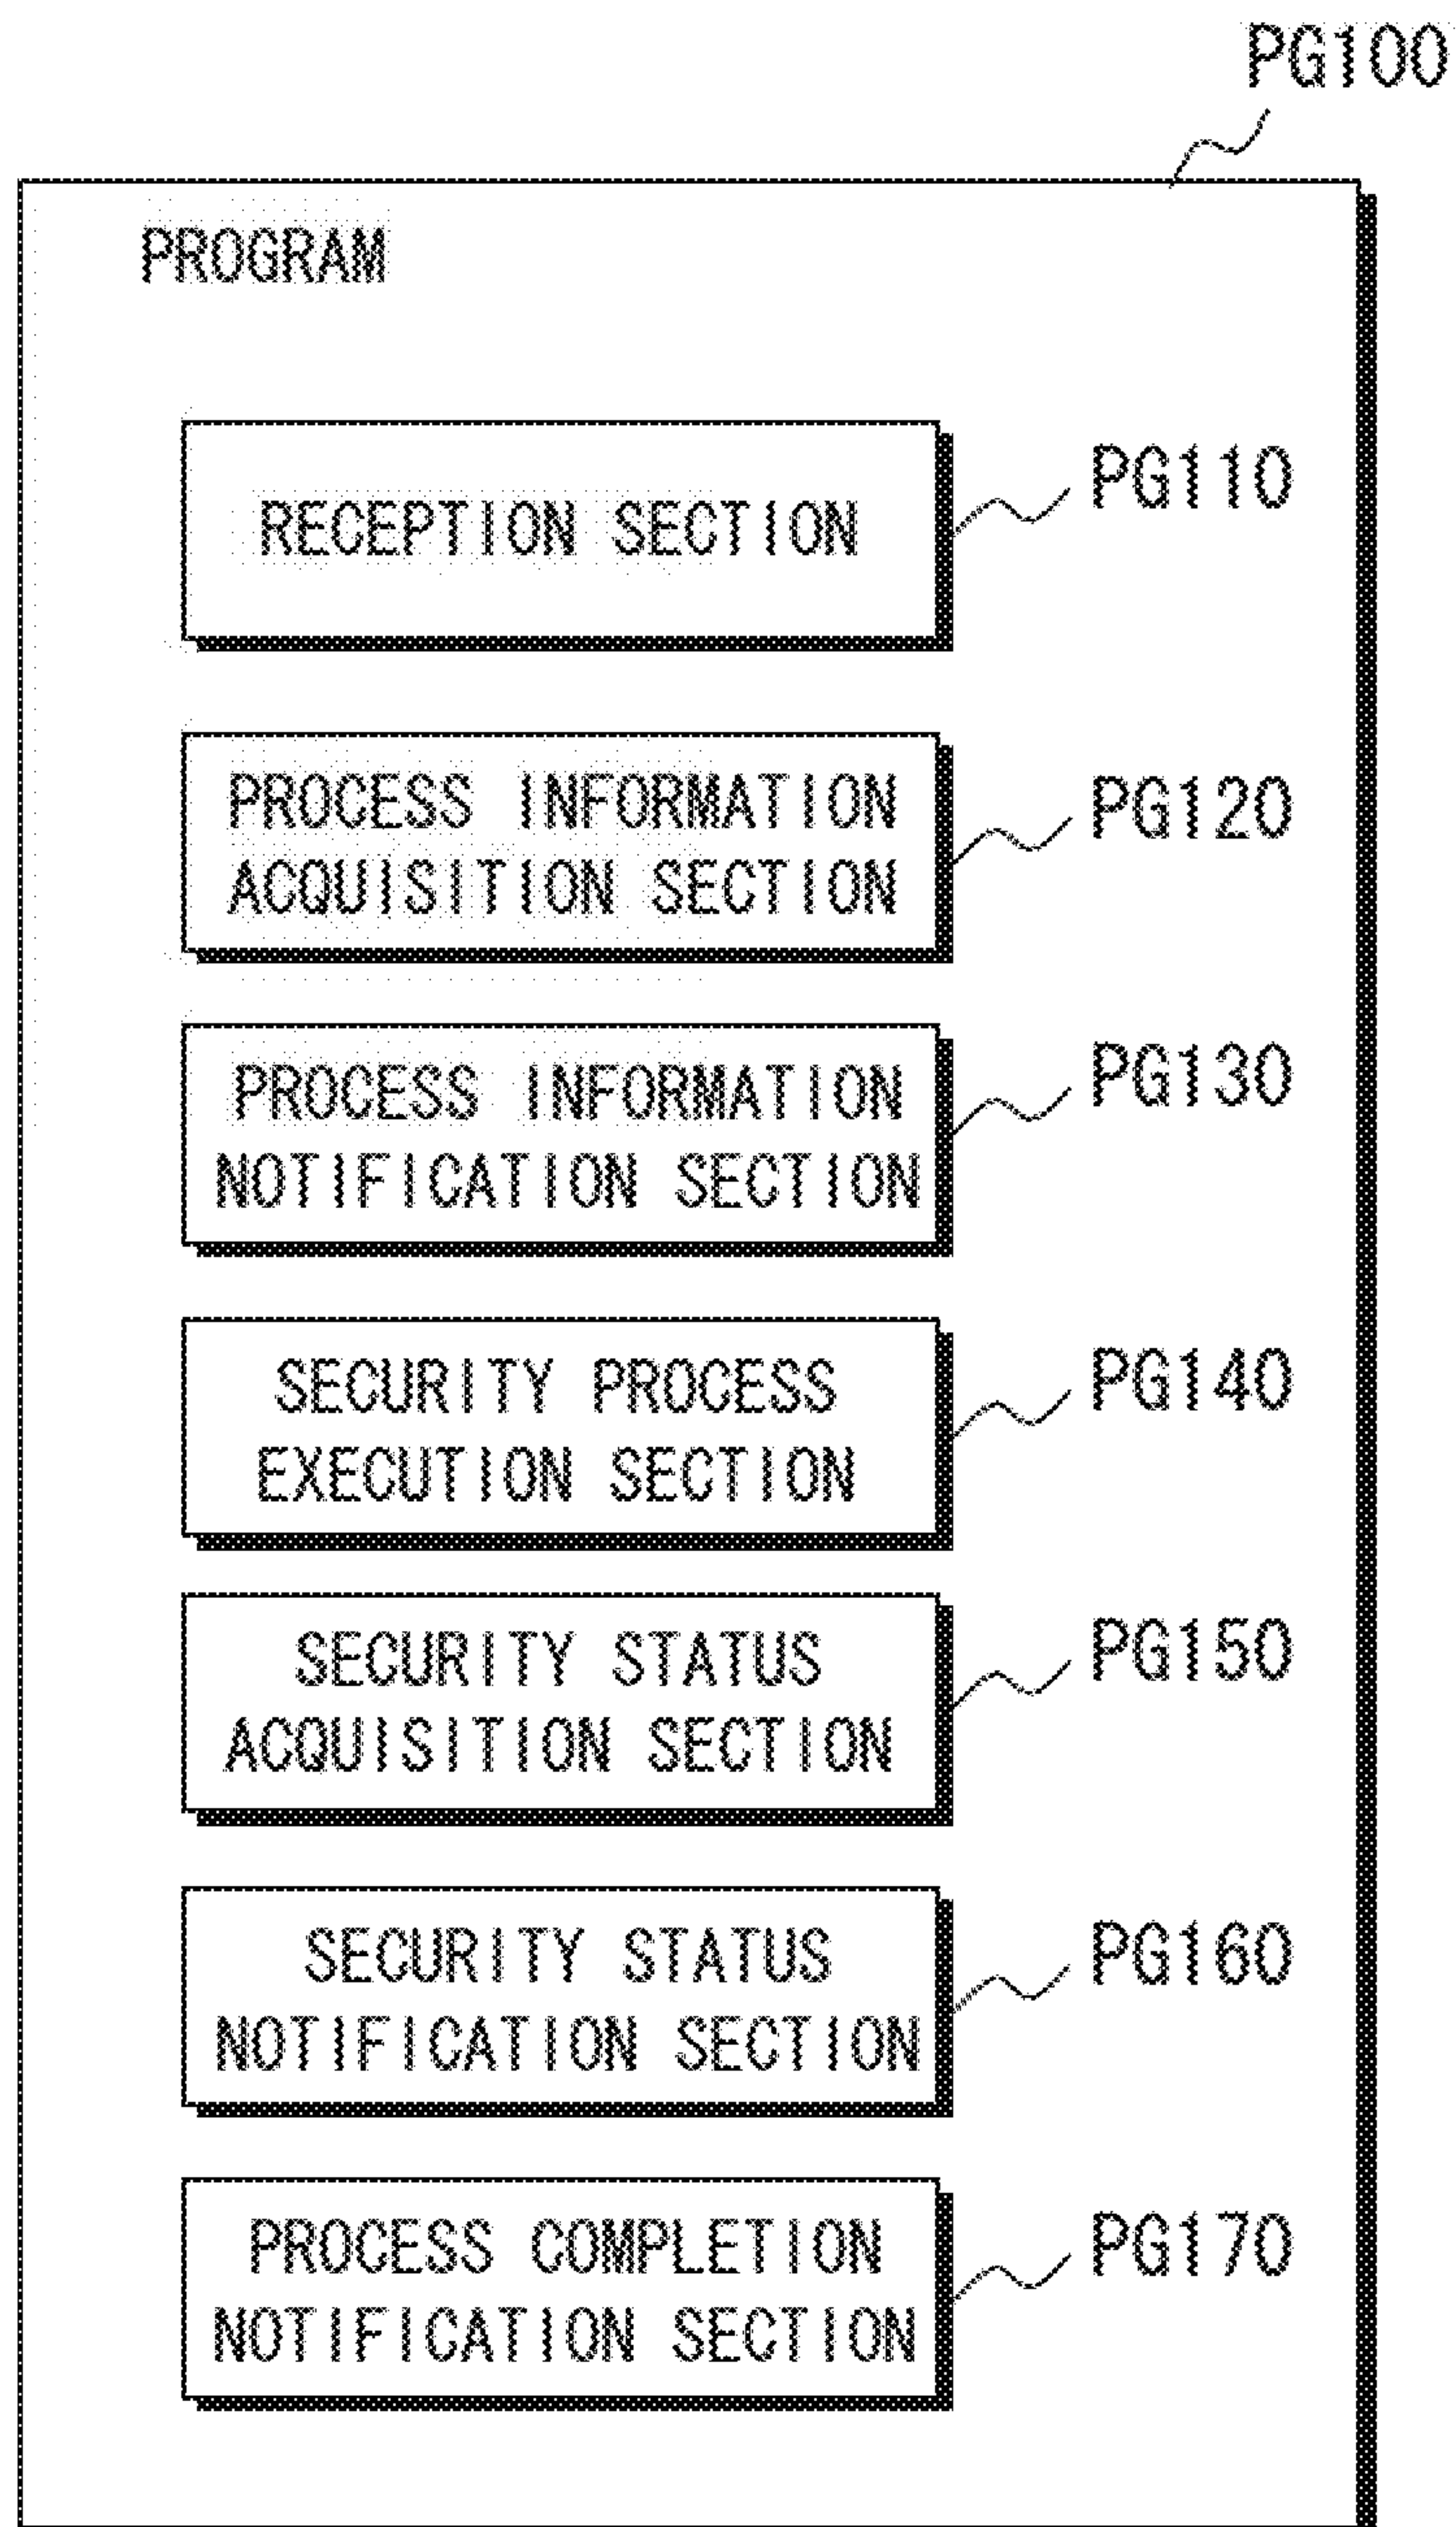 PG100
PROGRAM
RECEPTION SECTION
PG110
PROCESS INFORMATION
ACQUISITION SECTION
PG120
PROCESS INFORMATION
NOTIFICATION SECTION
PG130
SECURITY PROCESS
EXECUTION SECTION
PG140
SECURITY STATUS
ACQUISITION SECTION
PG150
SECURITY STATUS
NOTIFICATION SECTION
PG160
PROCESS COMPLETION
NOTIFICATION SECTION
PG170